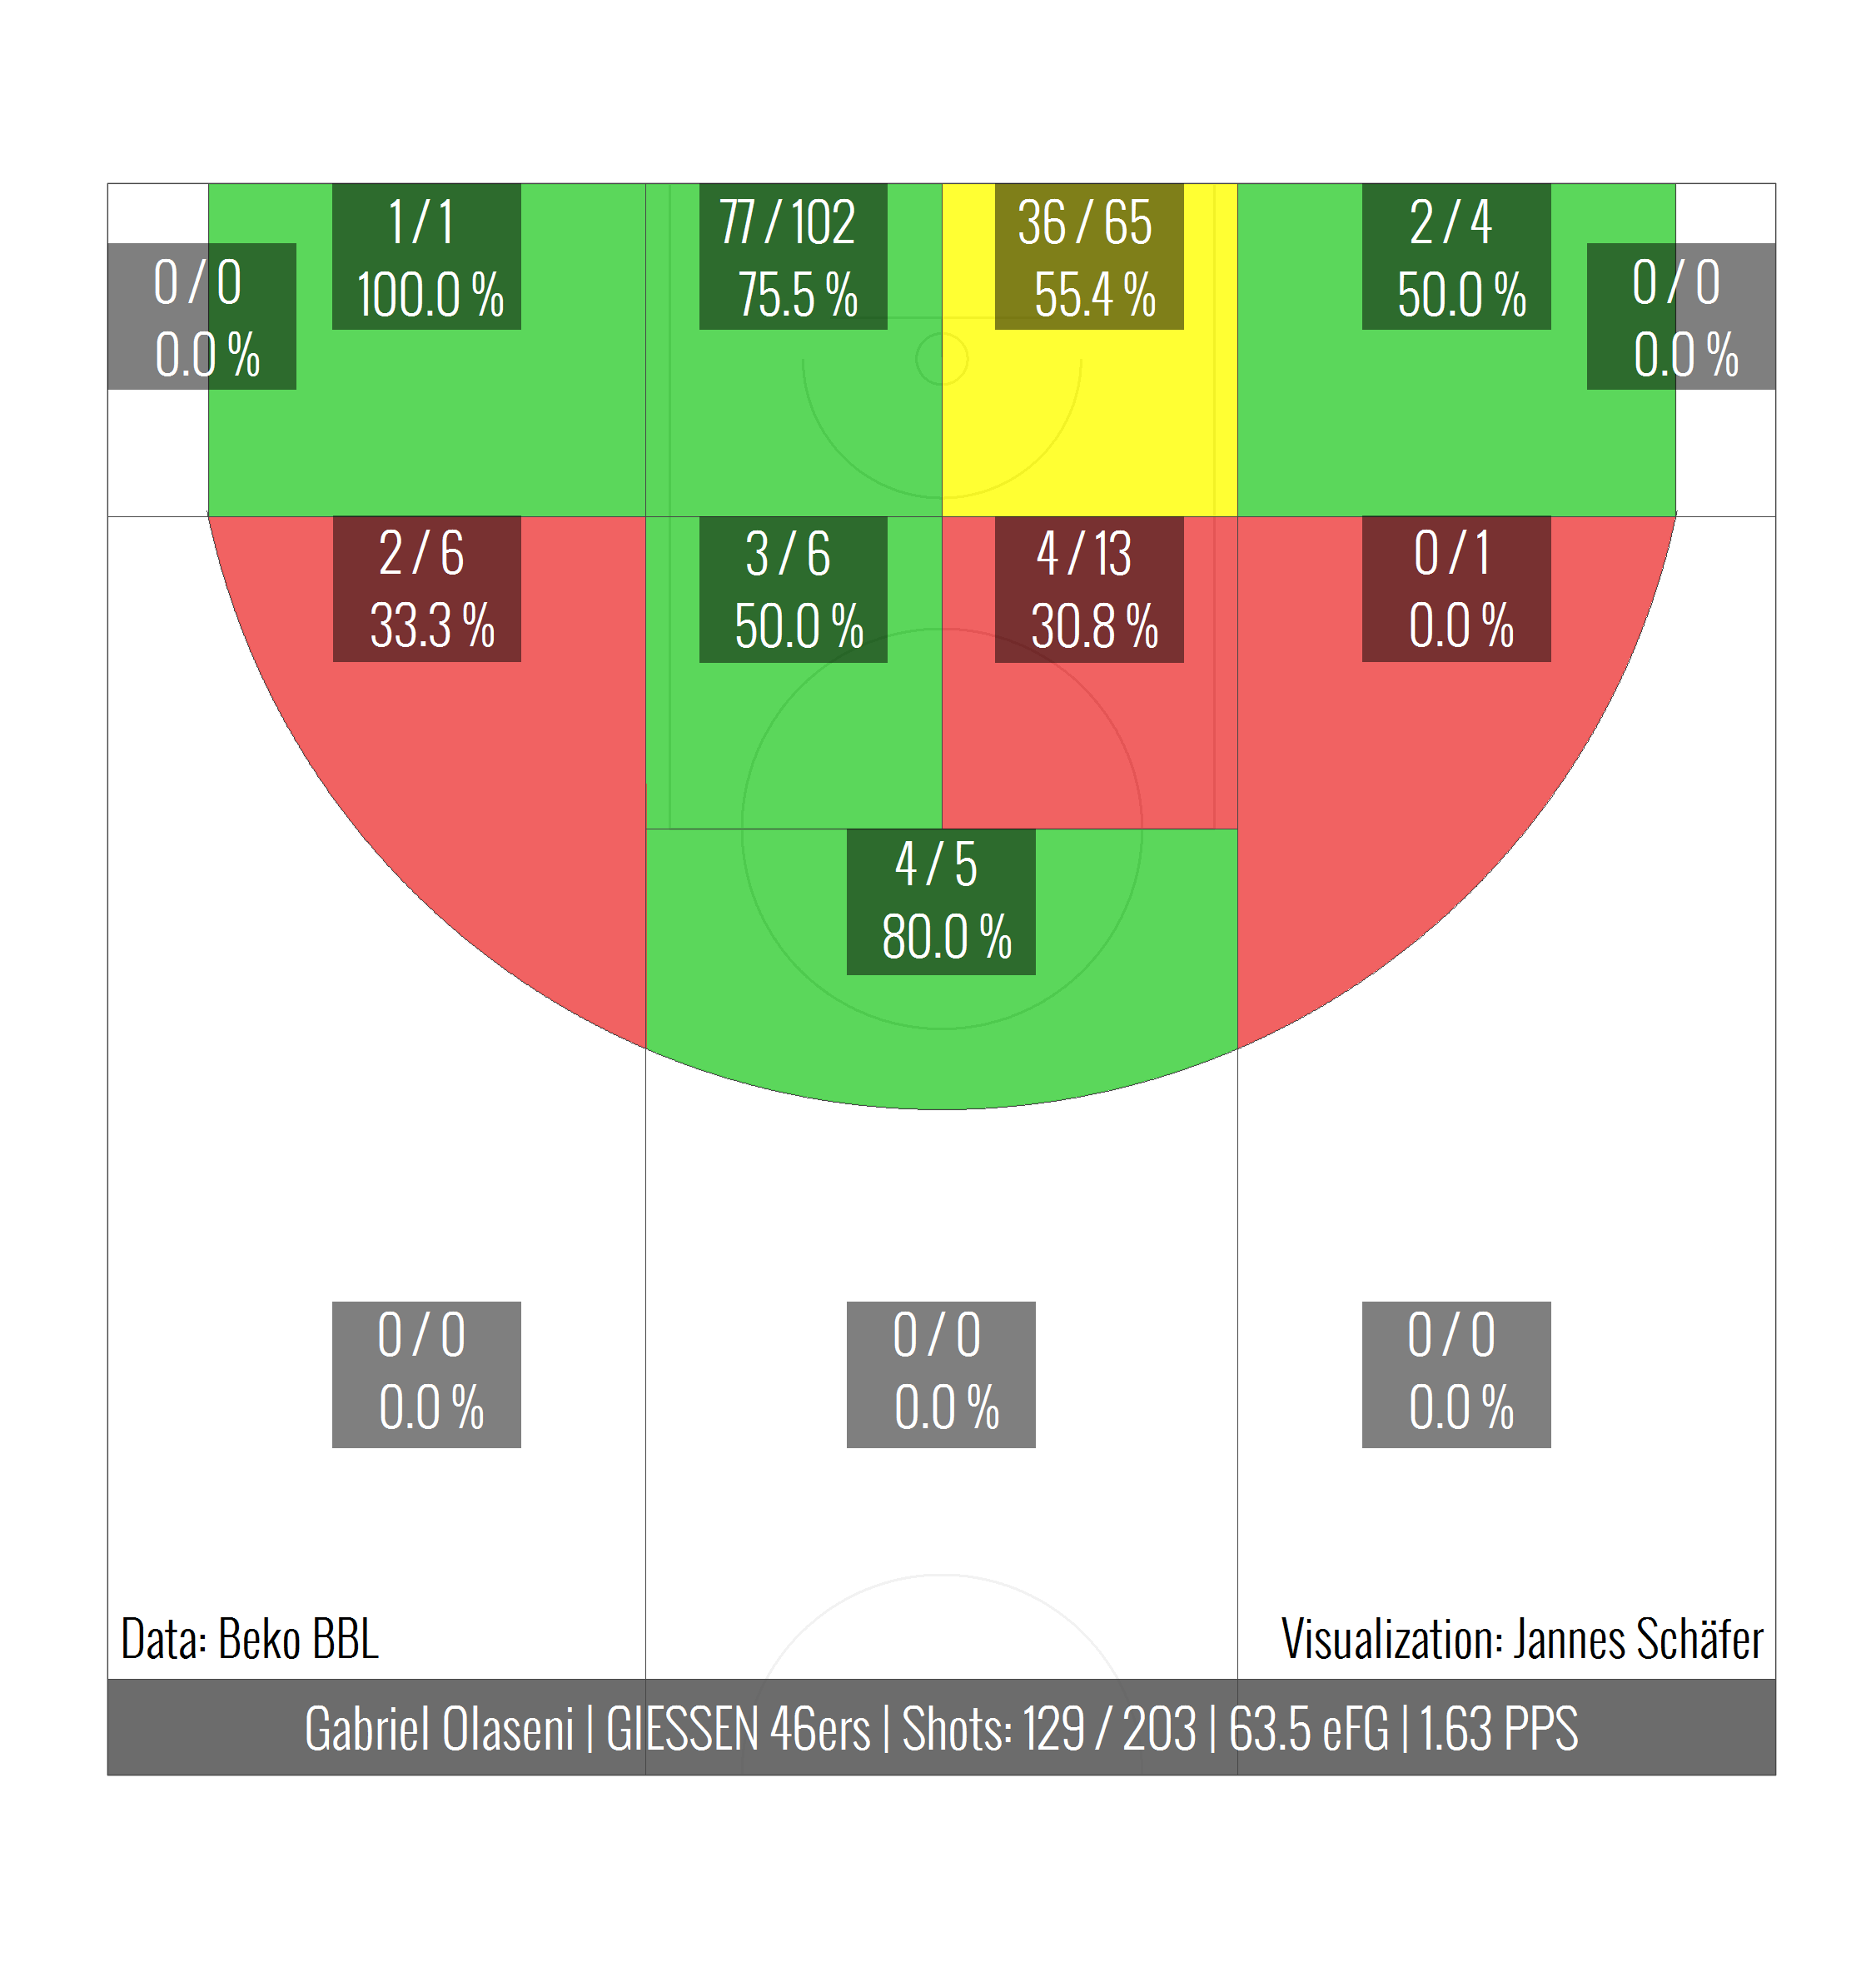 1 / 1
100.0 %
77 / 102
75.5 %
36 / 65
55.4 %
2 / 4
50.0 %
0 / 0
0.0 %
0 / 0
0.0 %
2 / 6
33.3 %
3 / 6
50.0 %
4 / 13
30.8 %
0 / 1
0.0 %
4 / 5
80.0 %
0 / 0
0.0 %
0 / 0
0.0 %
0 / 0
0.0 %
Data: Beko BBL
Visualization: Jannes Schäfer
Gabriel Olaseni | GIESSEN 46ers | Shots: 129 / 203 | 63.5 eFG | 1.63 PPS